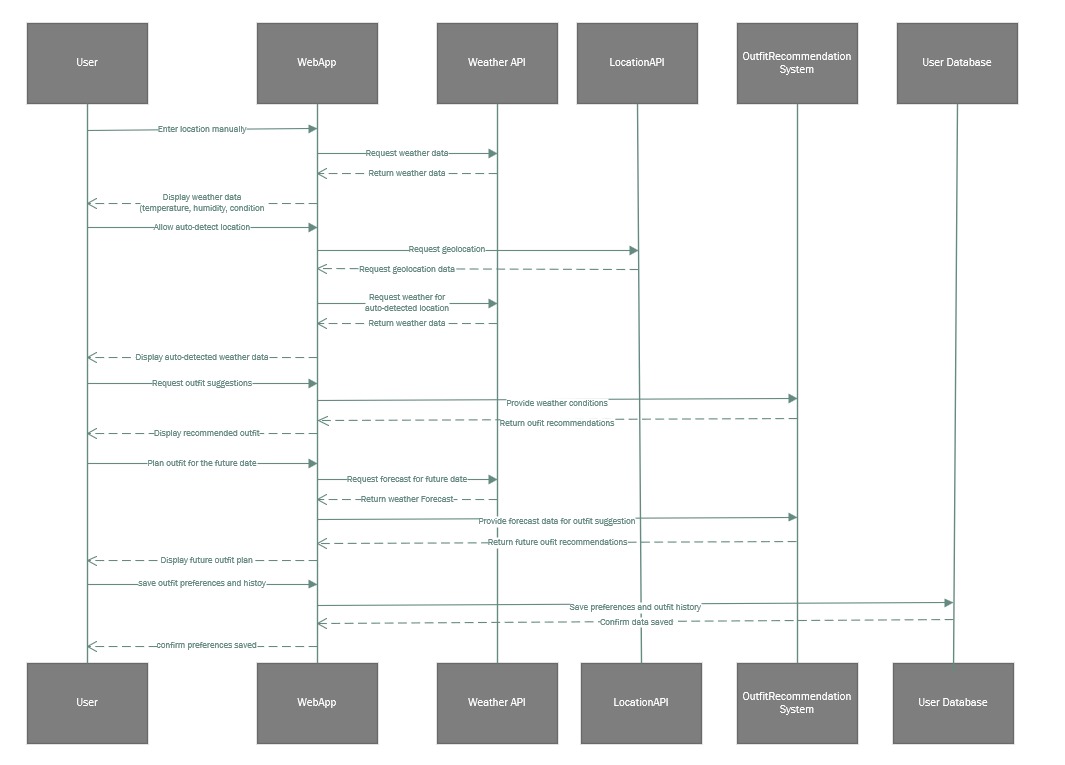 User
WebApp
Weather API
LocationAPI
OutfitRecommendation
System
User Database
Enter location manually
Request weather data
Return weather data
Display weather data
(temperature, humidity, condition
Allow auto-detect location
Request geolocation
Request geolocation data
Request weather for
auto-detected location
Return weather data
Display auto-detected weather data
Request outfit suggestions
Provide weather conditions
Return oufit recommendations
Display recommended outfit
Plan outfit for the future date
Request forecast for future date
Return weather Forecast
Provide forecast data for outfit suggestion
Return future oufit recommendations
Display future outfit plan
save outfit preferences and histoy
Save preferences and outfit history
Confirm data saved
confirm preferences saved
User
WebApp
Weather API
LocationAPI
OutfitRecommendation
System
User Database